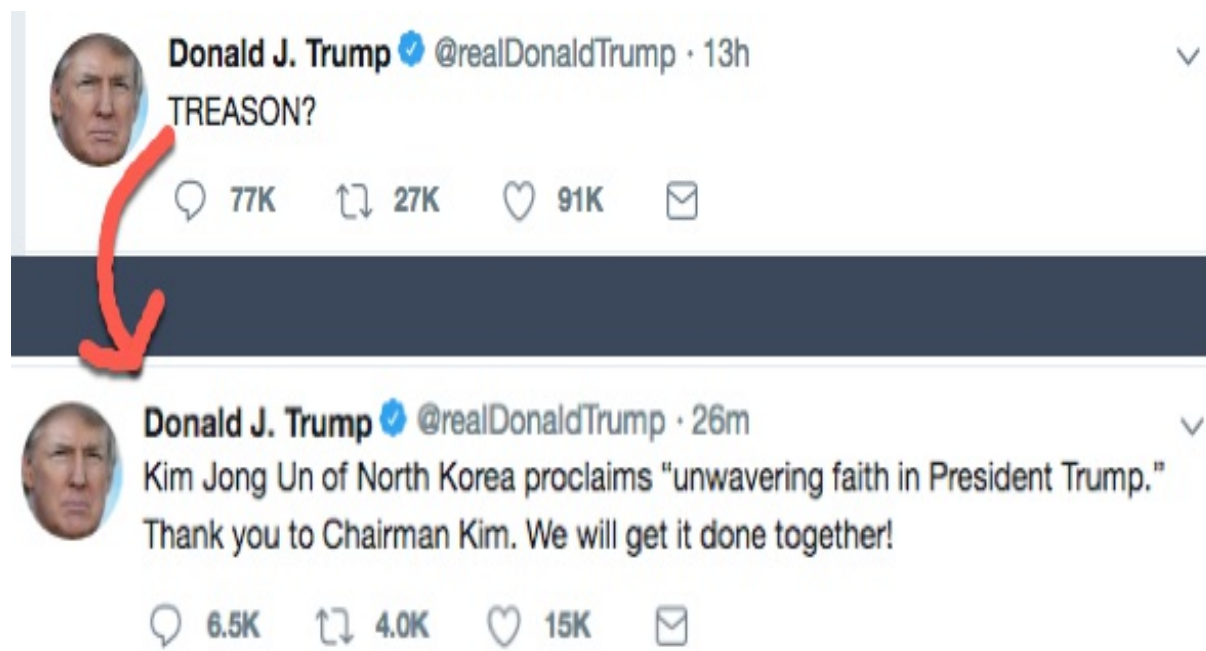 Donald J. Trump @realDonaldTrump · 13h
TREASON?
77K 27K 91K
Donald J. Trump @realDonaldTrump · 26m
Kim Jong Un of North Korea proclaims “unwavering faith in President Trump.”
Thank you to Chairman Kim. We will get it done together!
6.5K 4.0K 15K